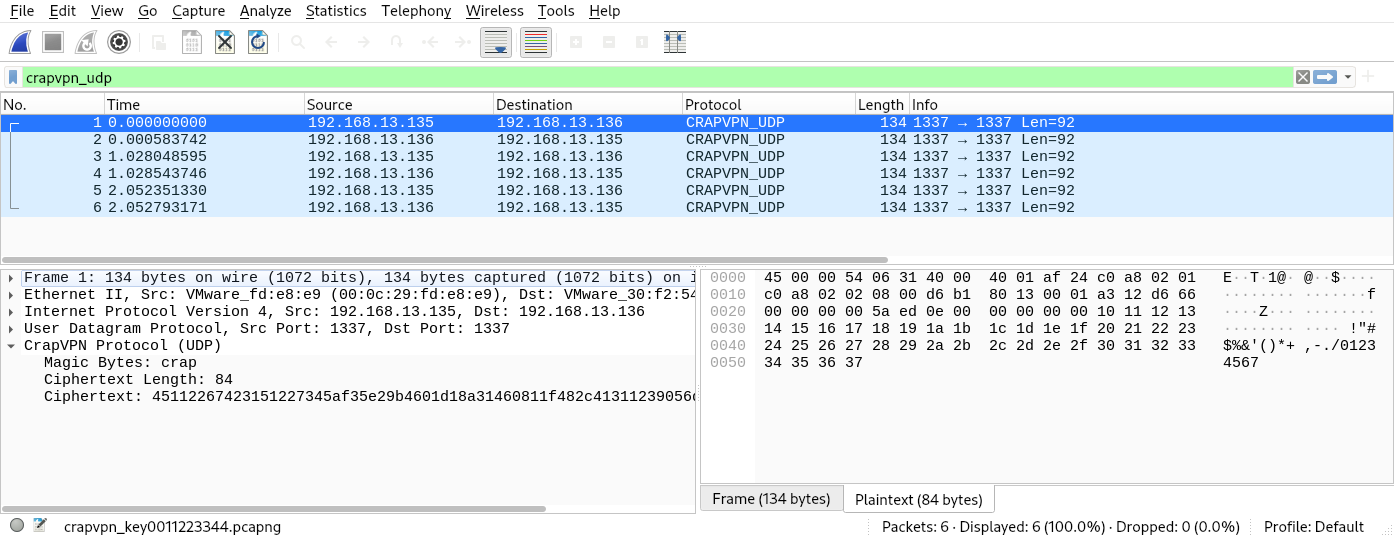 File Edit View Go Capture Analyze Statistics Telephony Wireless Tools Help
crapvpn_udp
No. Time Source Destination Protocol Length Info
1 0.000000000 192.168.13.135 192.168.13.136 CRAPVPN_UDP 134 1337 → 1337 Len=92
2 0.000583742 192.168.13.136 192.168.13.135 CRAPVPN_UDP 134 1337 → 1337 Len=92
3 1.028048595 192.168.13.135 192.168.13.136 CRAPVPN_UDP 134 1337 → 1337 Len=92
4 1.028543746 192.168.13.136 192.168.13.135 CRAPVPN_UDP 134 1337 → 1337 Len=92
5 2.052351330 192.168.13.135 192.168.13.136 CRAPVPN_UDP 134 1337 → 1337 Len=92
6 2.052793171 192.168.13.136 192.168.13.135 CRAPVPN_UDP 134 1337 → 1337 Len=92
Frame 1: 134 bytes on wire (1072 bits), 134 bytes captured (1072 bits) on i
Ethernet II, Src: VMware_fd:e8:e9 (00:0c:29:fd:e8:e9), Dst: VMware_30:f2:54
Internet Protocol Version 4, Src: 192.168.13.135, Dst: 192.168.13.136
User Datagram Protocol, Src Port: 1337, Dst Port: 1337
CrapVPN Protocol (UDP)
Magic Bytes: crap
Ciphertext Length: 84
Ciphertext: 45112267423151227345af35e29b4601d18a31460811f482c41311239056
0000 45 00 00 54 06 31 40 00 40 01 af 24 c0 a8 02 01 E··T·1@· @··$····
0010 c0 a8 02 02 08 00 d6 b1 80 13 00 01 a3 12 d6 66 ········ ·······f
0020 00 00 00 00 5a ed 0e 00 00 00 00 00 10 11 12 13 ····Z··· ········
0030 14 15 16 17 18 19 1a 1b 1c 1d 1e 1f 20 21 22 23 ········ ···· !"#
0040 24 25 26 27 28 29 2a 2b 2c 2d 2e 2f 30 31 32 33 $%&'()*+ ,-./0123
0050 34 35 36 37 4567
Frame (134 bytes) Plaintext (84 bytes)
crapvpn_key0011223344.pcapng Packets: 6 · Displayed: 6 (100.0%) · Dropped: 0 (0.0%) Profile: Default